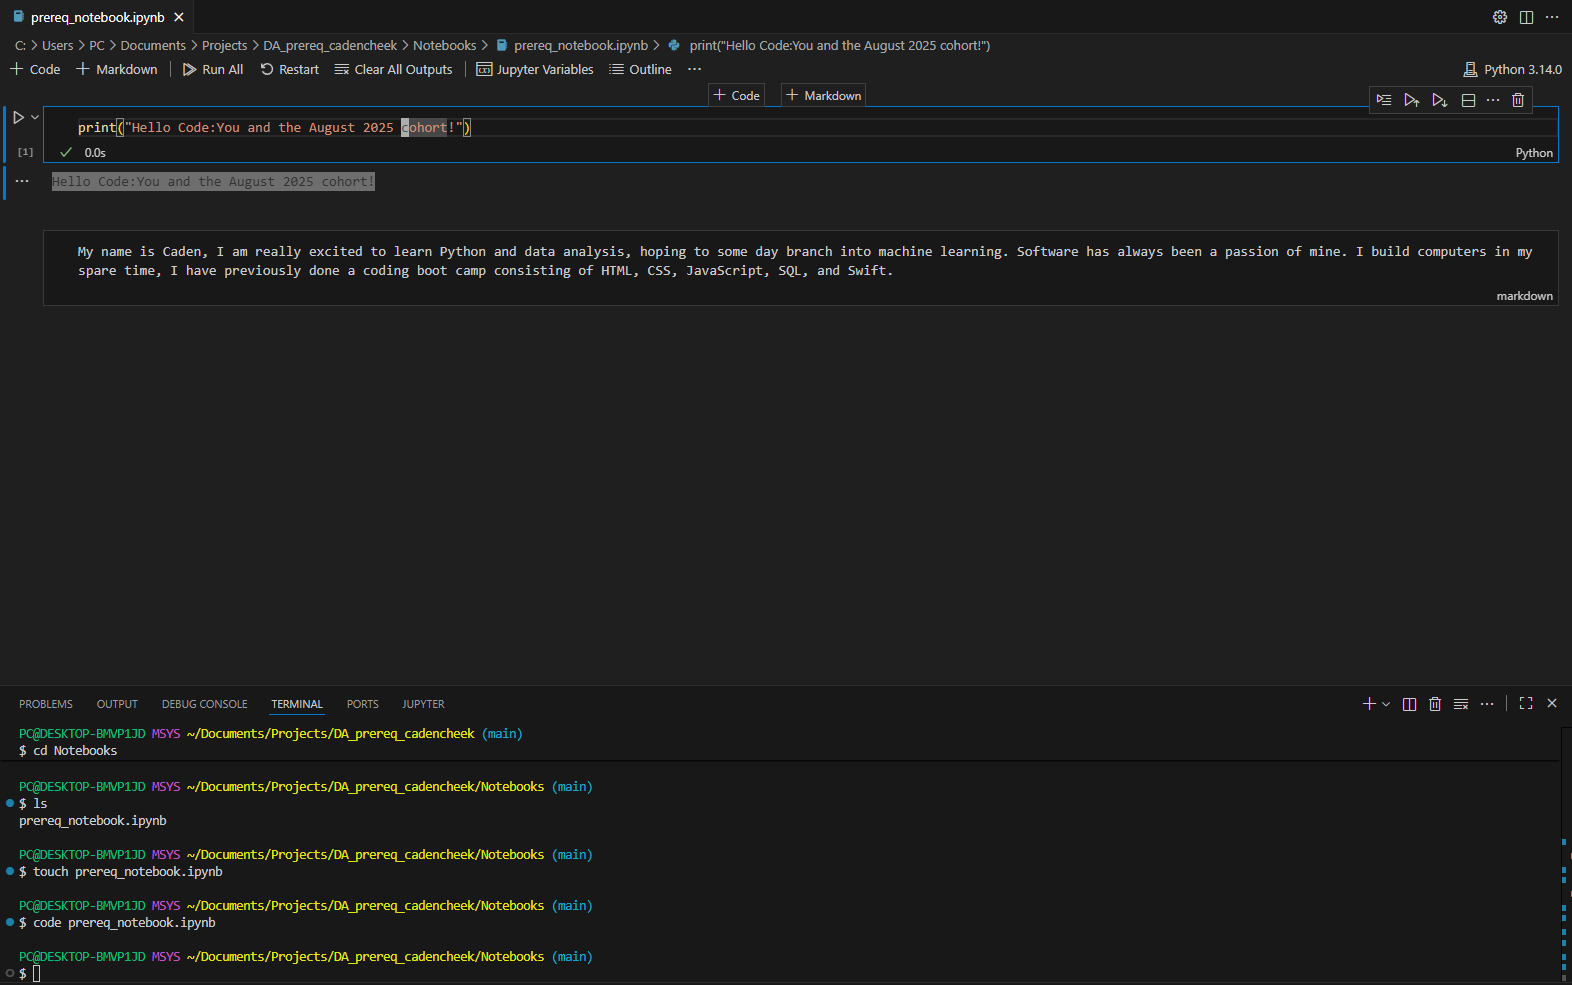 prereq_notebook.ipynb
C: > Users > PC > Documents > Projects > DA_prereq_cadencheek > Notebooks > prereq_notebook.ipynb > print("Hello Code:You and the August 2025 cohort!")
+ Code + Markdown | Run All Restart Clear All Outputs | Jupyter Variables Outline ... Python 3.14.0
+ Code + Markdown
print("Hello Code:You and the August 2025 cohort!")
[1] 0.0s Python
Hello Code:You and the August 2025 cohort!
My name is Caden, I am really excited to learn Python and data analysis, hoping to some day branch into machine learning. Software has always been a passion of mine. I build computers in my
spare time, I have previously done a coding boot camp consisting of HTML, CSS, JavaScript, SQL, and Swift.
markdown
PROBLEMS OUTPUT DEBUG CONSOLE TERMINAL PORTS JUPYTER
PC@DESKTOP-BMVP1JD MSYS ~/Documents/Projects/DA_prereq_cadencheek (main)
$ cd Notebooks
PC@DESKTOP-BMVP1JD MSYS ~/Documents/Projects/DA_prereq_cadencheek/Notebooks (main)
$ ls
prereq_notebook.ipynb
PC@DESKTOP-BMVP1JD MSYS ~/Documents/Projects/DA_prereq_cadencheek/Notebooks (main)
$ touch prereq_notebook.ipynb
PC@DESKTOP-BMVP1JD MSYS ~/Documents/Projects/DA_prereq_cadencheek/Notebooks (main)
$ code prereq_notebook.ipynb
PC@DESKTOP-BMVP1JD MSYS ~/Documents/Projects/DA_prereq_cadencheek/Notebooks (main)
$